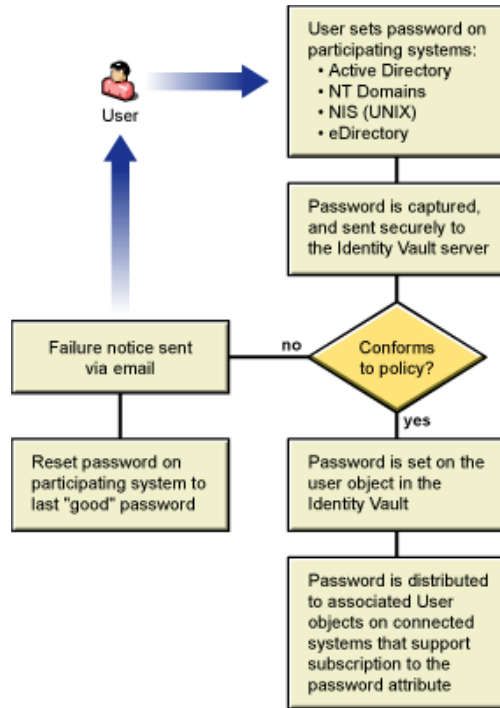 User sets password on
participating systems:
• Active Directory
• NT Domains
• NIS (UNIX)
• eDirectory
User
Password is captured,
and sent securely to
the Identity Vault server
Failure notice sent
via email
no
Conforms
to policy?
yes
Reset password on
participating system to
last "good" password
Password is set on the
user object in the
Identity Vault
Password is distributed
to associated User
objects on connected
systems that support
subscription to the
password attribute